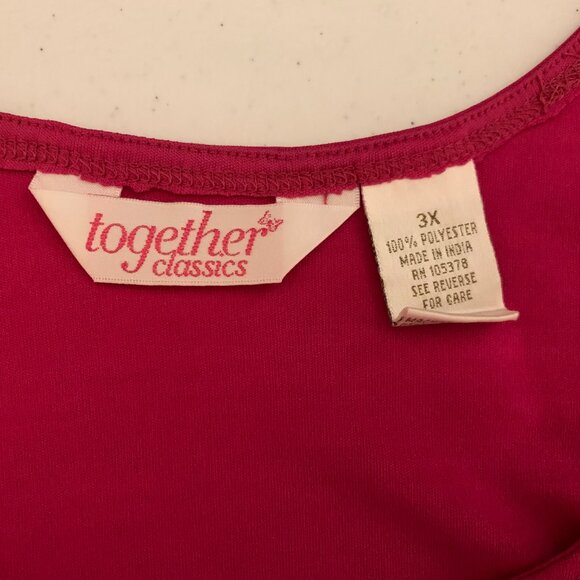 together
classics
3X
100% POLYESTER
MADE IN INDIA
RN 105378
SEE REVERSE
FOR CARE